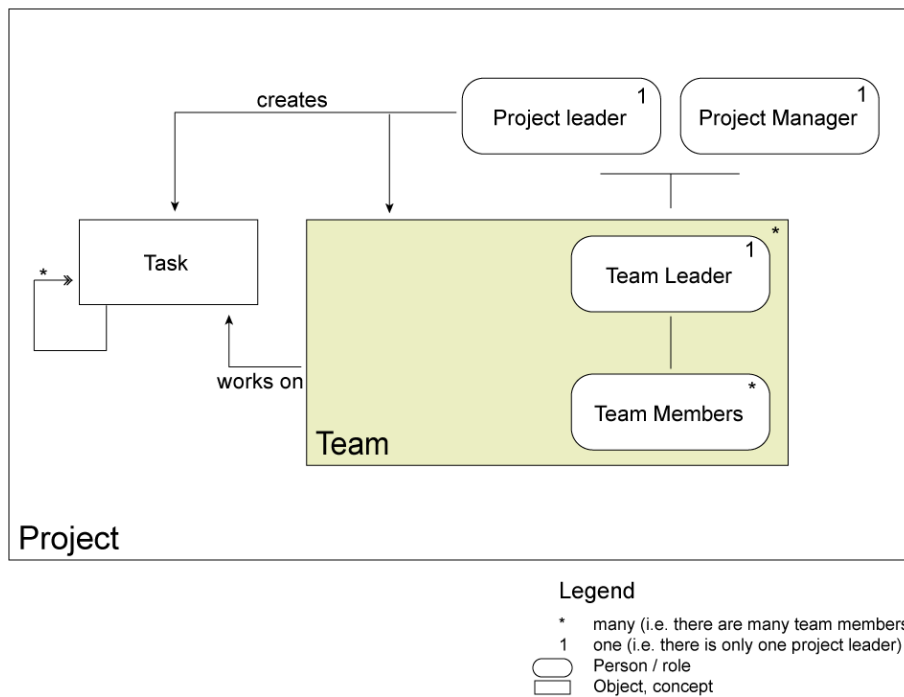 creates
Project leader
1
Project Manager
1
Task
*
*
Team Leader
1
works on
Team Members
*
Team
Project
Legend
* many (i.e. there are many team members
1 one (i.e. there is only one project leader)
Person / role
Object, concept